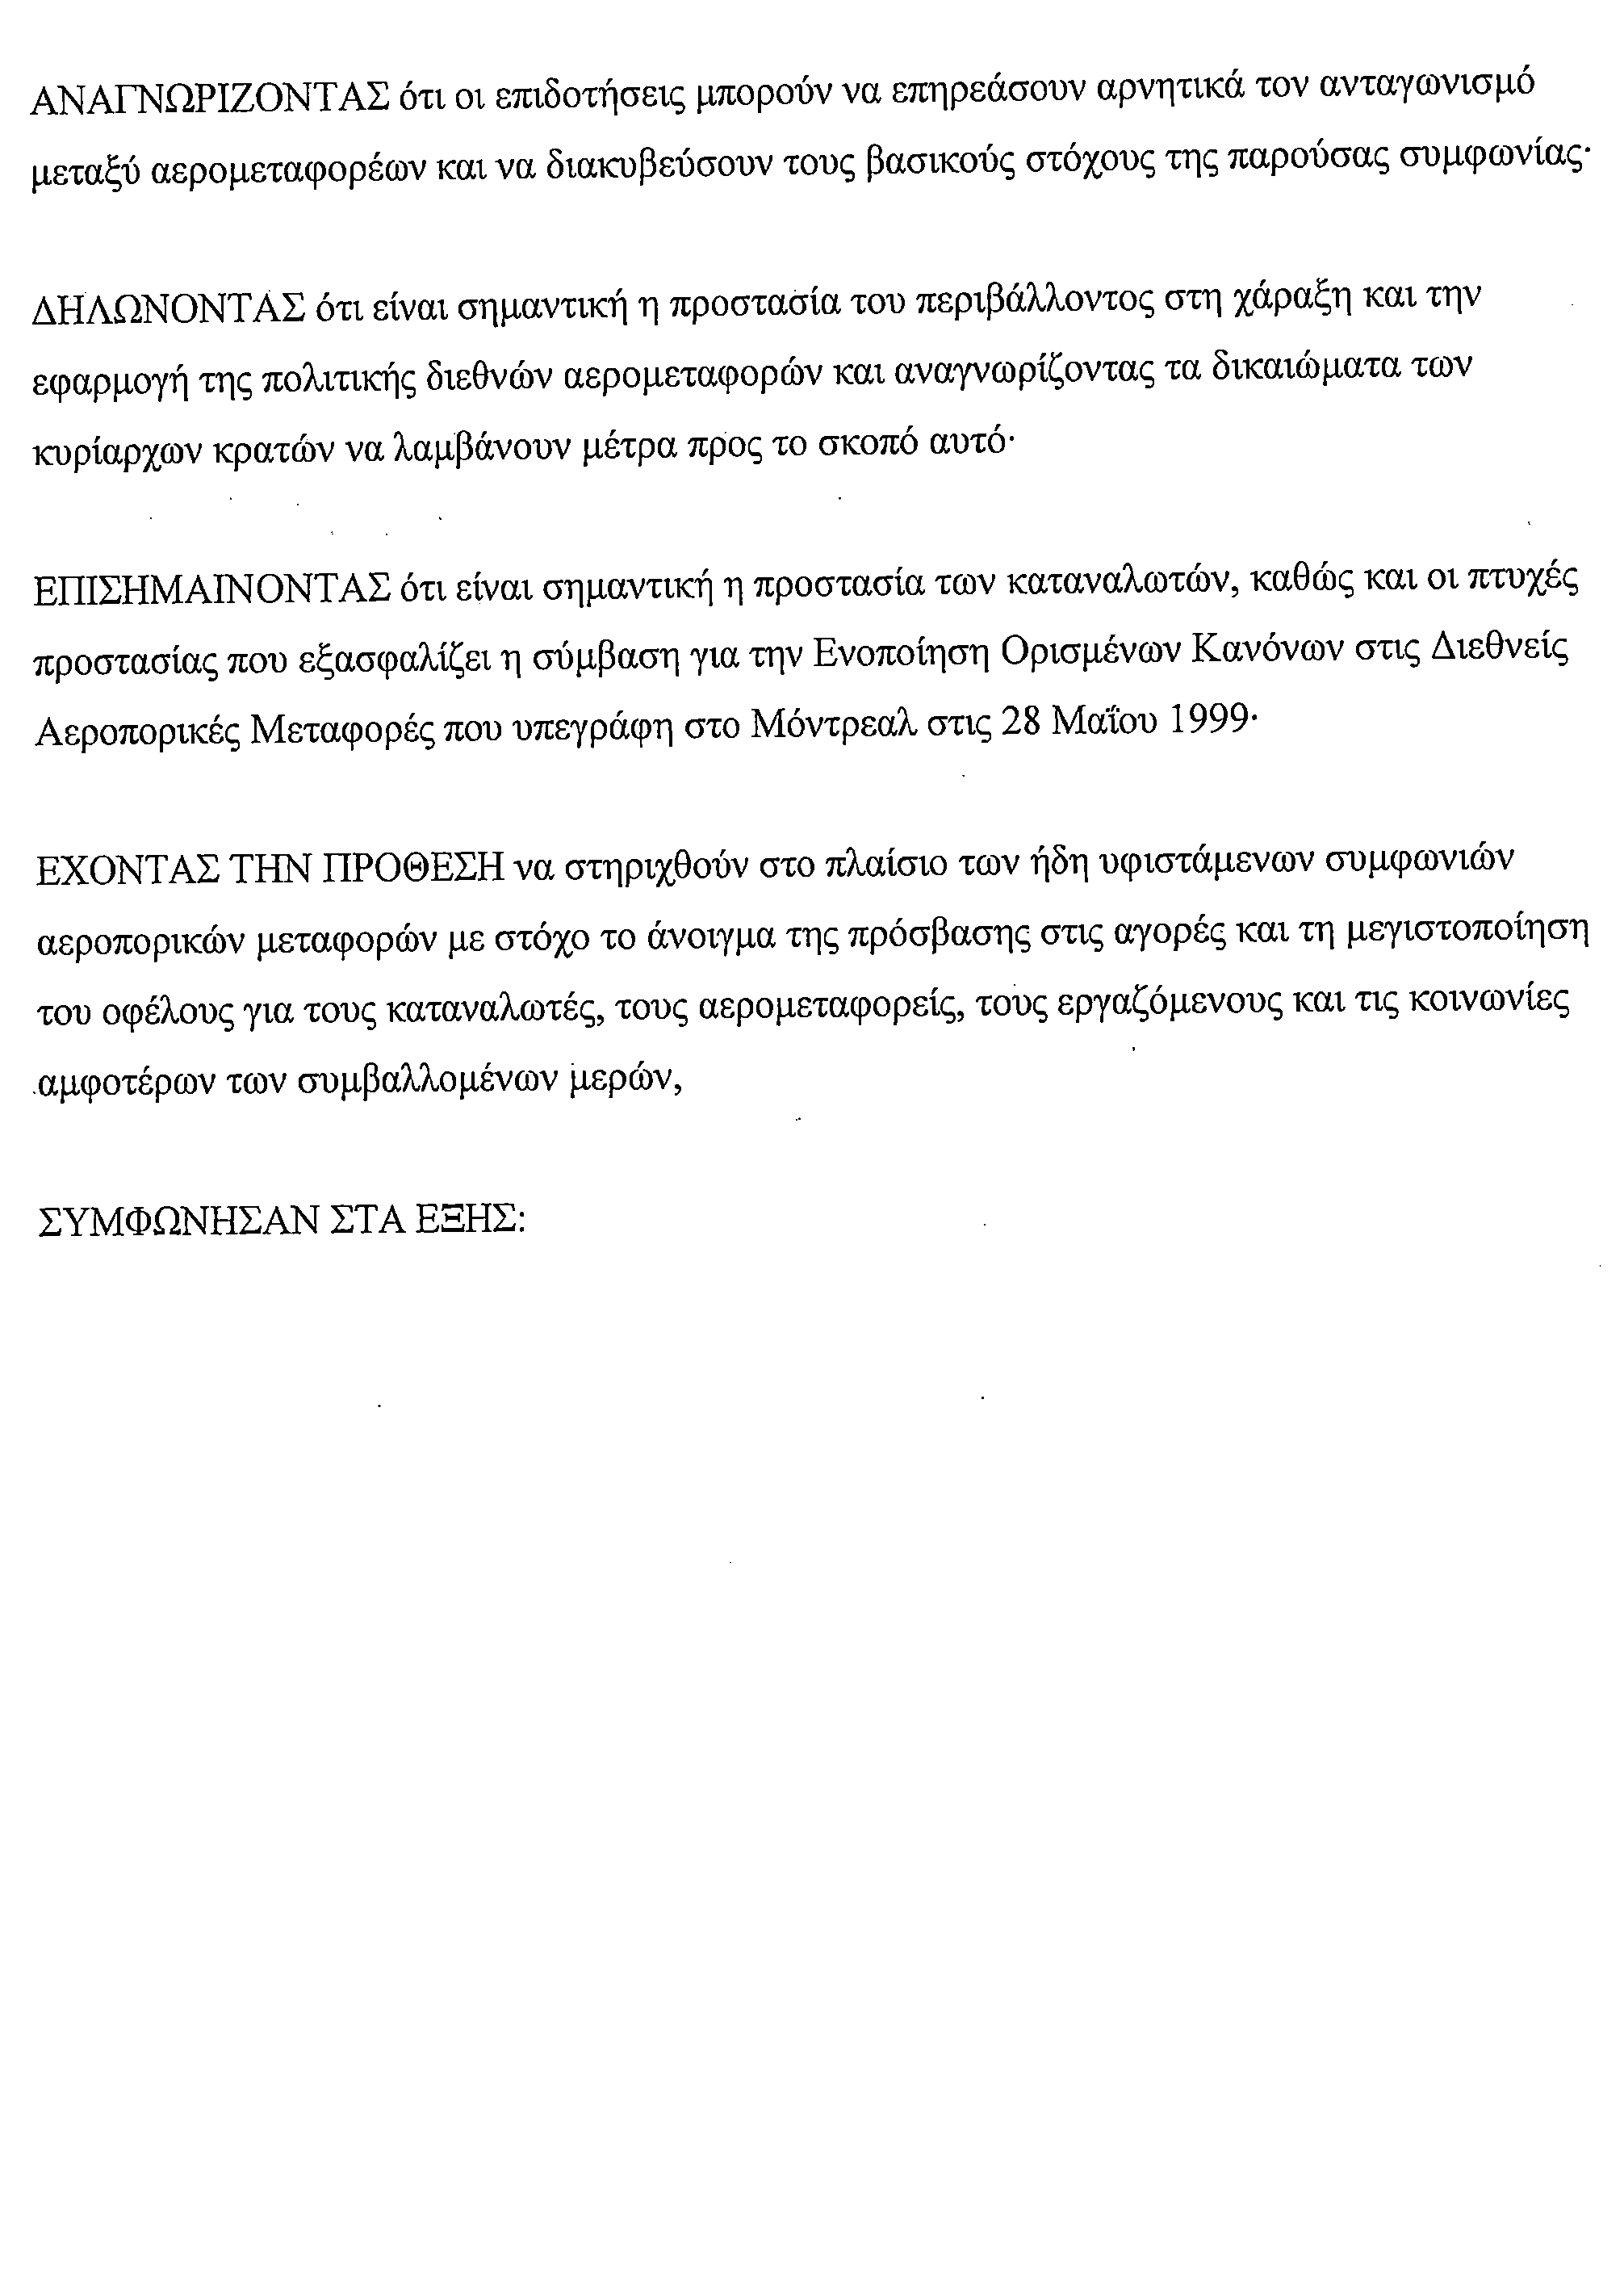 ΑΝΑΓΝΩΡΙΖΟΝΤΑΣ ότι οι επιδοτήσεις μπορούν να επηρεάσουν αρνητικά τον ανταγωνισμό
μεταξύ αερομεταφορέων και να διακυβεύσουν τους βασικούς στόχους της παρούσας συμφωνίας·
ΔΗΛΩΝΟΝΤΑΣ ότι είναι σημαντική η προστασία του περιβάλλοντος στη χάραξη και την
εφαρμογή της πολιτικής διεθνών αερομεταφορών και αναγνωρίζοντας τα δικαιώματα των
κυρίαρχων κρατών να λαμβάνουν μέτρα προς το σκοπό αυτό·
ΕΠΙΣΗΜΑΙΝΟΝΤΑΣ ότι είναι σημαντική η προστασία των καταναλωτών, καθώς και οι πτυχές
προστασίας που εξασφαλίζει η σύμβαση για την Ενοποίηση Ορισμένων Κανόνων στις Διεθνείς
Αεροπορικές Μεταφορές που υπεγράφη στο Μόντρεαλ στις 28 Μαΐου 1999·
ΕΧΟΝΤΑΣ ΤΗΝ ΠΡΟΘΕΣΗ να στηριχθούν στο πλαίσιο των ήδη υφιστάμενων συμφωνιών
αεροπορικών μεταφορών με στόχο το άνοιγμα της πρόσβασης στις αγορές και τη μεγιστοποίηση
του οφέλους για τους καταναλωτές, τους αερομεταφορείς, τους εργαζόμενους και τις κοινωνίες
αμφοτέρων των συμβαλλομένων μερών,
ΣΥΜΦΩΝΗΣΑΝ ΣΤΑ ΕΞΗΣ: